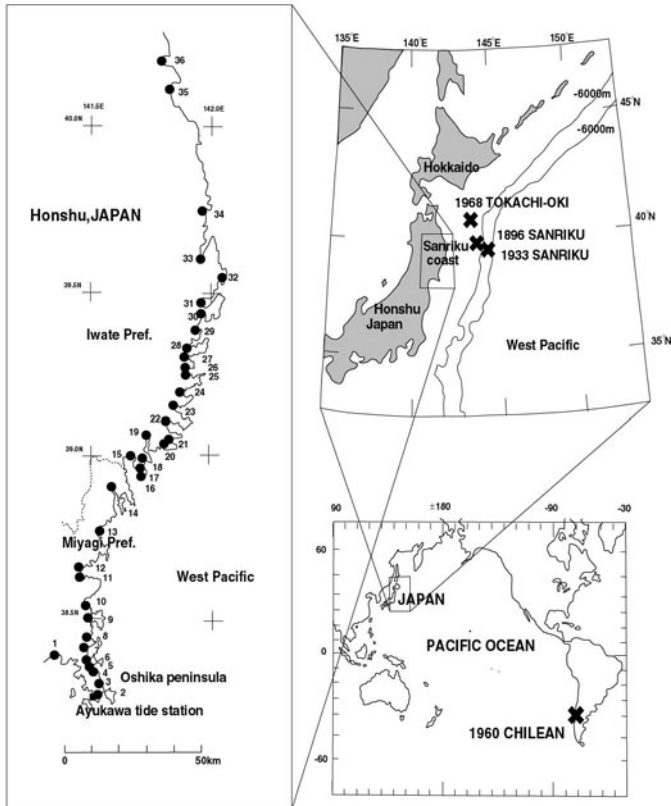 36
35
141.5E
142.0E
40.0N
34
Honshu,JAPAN
33
32
39.5N
31
30
29
Iwate Pref.
28
27
26
25
24
23
22
19
21
20
39.0N
15
18
17
16
14
13
Miyagi Pref.
12
West Pacific
11
10
38.5N
9
8
1
6
5
Oshika peninsula
4
3
2
Ayukawa tide station
0
50km
135°E
140°E
145°E
150°E
-6000m
45°N
-6000m
Hokkaido
1968 TOKACHI-OKI
40°N
1896 SANRIKU
Sanriku
coast
1933 SANRIKU
Honshu
Japan
West Pacific
35°N
90
±180
-90
-30
60
JAPAN
PACIFIC OCEAN
0
1960 CHILEAN
-60